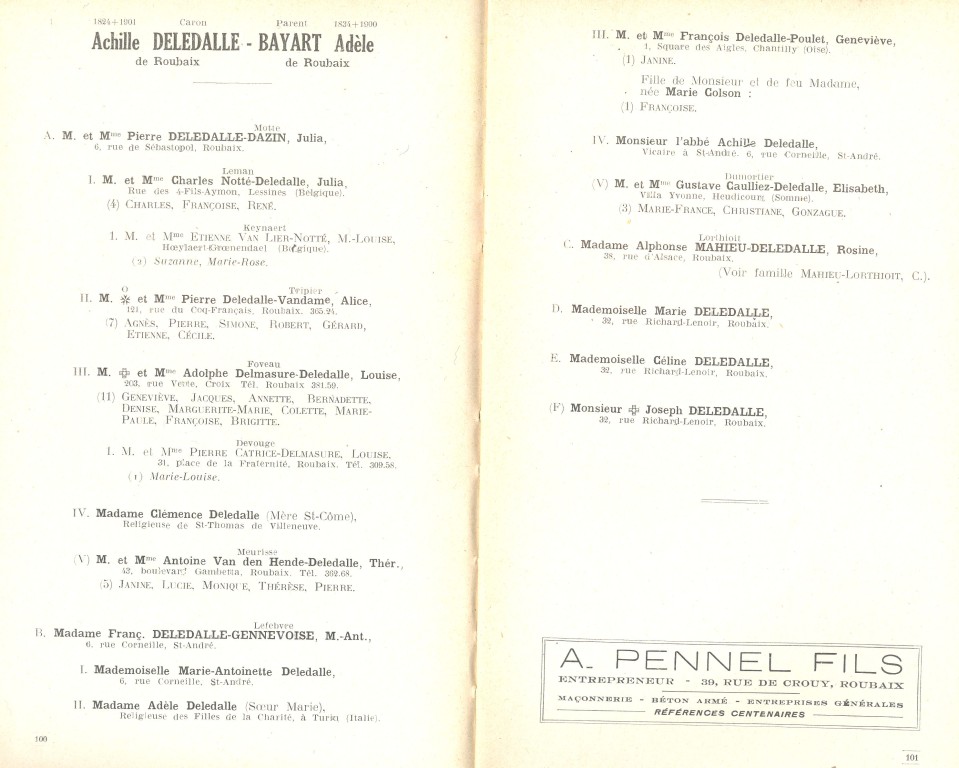 1824+1901 Caron Parent 1834+1900
Achille DELEDALLE - BAYART Adèle
de Roubaix de Roubaix
Motte
A. M. et Mme Pierre DELEDALLE-DAZIN, Julia,
6, rue de Sébastopol, Roubaix.
Leman
I. M. et Mme Charles Notté-Deledalle, Julia,
Rue des 4-Fils-Aymon, Lessines (Belgique).
(4) CHARLES, FRANÇOISE, RENÉ.
Keynaert
I. M. et Mme ETIENNE VAN LIER-NOTTÉ, M.-LOUISE,
Hœylaert-Grœnendael (Belgique).
(2) Suzanne, Marie-Rose.
O Tripier
II. M. et Mme Pierre Deledalle-Vandame, Alice,
121, rue du Coq-Français, Roubaix. 365.24.
(7) AGNÈS, PIERRE, SIMONE, ROBERT, GÉRARD,
ETIENNE, CÉCILE.
Foveau
III. M. et Mme Adolphe Delmasure-Deledalle, Louise,
203, rue Verte, Croix Tél. Roubaix 381.59.
(11) GENEVIÈVE, JACQUES, ANNETTE, BERNADETTE,
DENISE, MARGUERITE-MARIE, COLETTE, MARIE-
PAULE, FRANÇOISE, BRIGITTE.
Devouge
I. M. et Mme PIERRE CATRICE-DELMASURE, LOUISE,
31, place de la Fraternité, Roubaix. Tél. 309.58.
(1) Marie-Louise.
IV. Madame Clémence Deledalle (Mère St-Côme),
Religieuse de St-Thomas de Villeneuve.
Meurisse
(V) M. et Mme Antoine Van den Hende-Deledalle, Thér.,
43, boulevard Gambetta, Roubaix. Tél. 302.68.
(5) JANINE, LUCIE, MONIQUE, THÉRÈSE, PIERRE.
Lefebvre
B. Madame Franç. DELEDALLE-GENNEVOISE, M.-Ant.,
6, rue Corneille, St-André.
I. Mademoiselle Marie-Antoinette Deledalle,
6, rue Corneille, St-André.
II. Madame Adèle Deledalle (Sœur Marie),
Religieuse des Filles de la Charité, à Turin (Italie).
100
III. M. et Mme François Deledalle-Poulet, Geneviève,
1, Square des Aigles, Chantilly (Oise).
(1) JANINE.
Fille de Monsieur et de feu Madame,
née Marie Colson :
(1) FRANÇOISE.
IV. Monsieur l'abbé Achille Deledalle,
Vicaire à St-André. 6, rue Corneille, St-André.
Dumortier
(V) M. et Mme Gustave Caulliez-Deledalle, Elisabeth,
Villa Yvonne, Heudicourt (Somme).
(3) MARIE-FRANCE, CHRISTIANE, GONZAGUE.
Lorthioit
C. Madame Alphonse MAHIEU-DELEDALLE, Rosine,
38, rue d'Alsace, Roubaix.
(Voir famille MAHIEU-LORTHIOIT, C.).
D. Mademoiselle Marie DELEDALLE,
32, rue Richard-Lenoir, Roubaix.
E. Mademoiselle Céline DELEDALLE,
32, rue Richard-Lenoir, Roubaix.
(F) Monsieur Joseph DELEDALLE,
32, rue Richard-Lenoir, Roubaix.
A. PENNEL FILS
ENTREPRENEUR - 39, RUE DE CROUY, ROUBAIX
MAÇONNERIE - BÉTON ARMÉ - ENTREPRISES GÉNÉRALES
RÉFÉRENCES CENTENAIRES
101